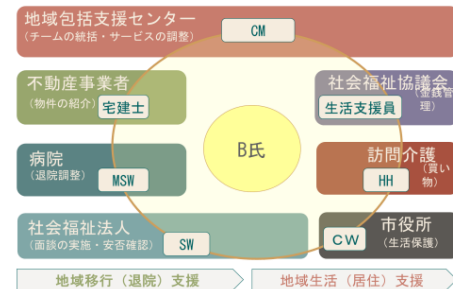 地域包括支援センター
(チームの統括・サービスの調整)
CM
不動産事業者
(物件の紹介)
宅建士
社会福祉協議会
(金銭管理)
生活支援員
B氏
病院
(退院調整)
MSW
訪問介護
(買い物)
HH
社会福祉法人
(面談の実施・安否確認)
SW
市役所
(生活保護)
CW
地域移行(退院)支援
地域生活(居住)支援